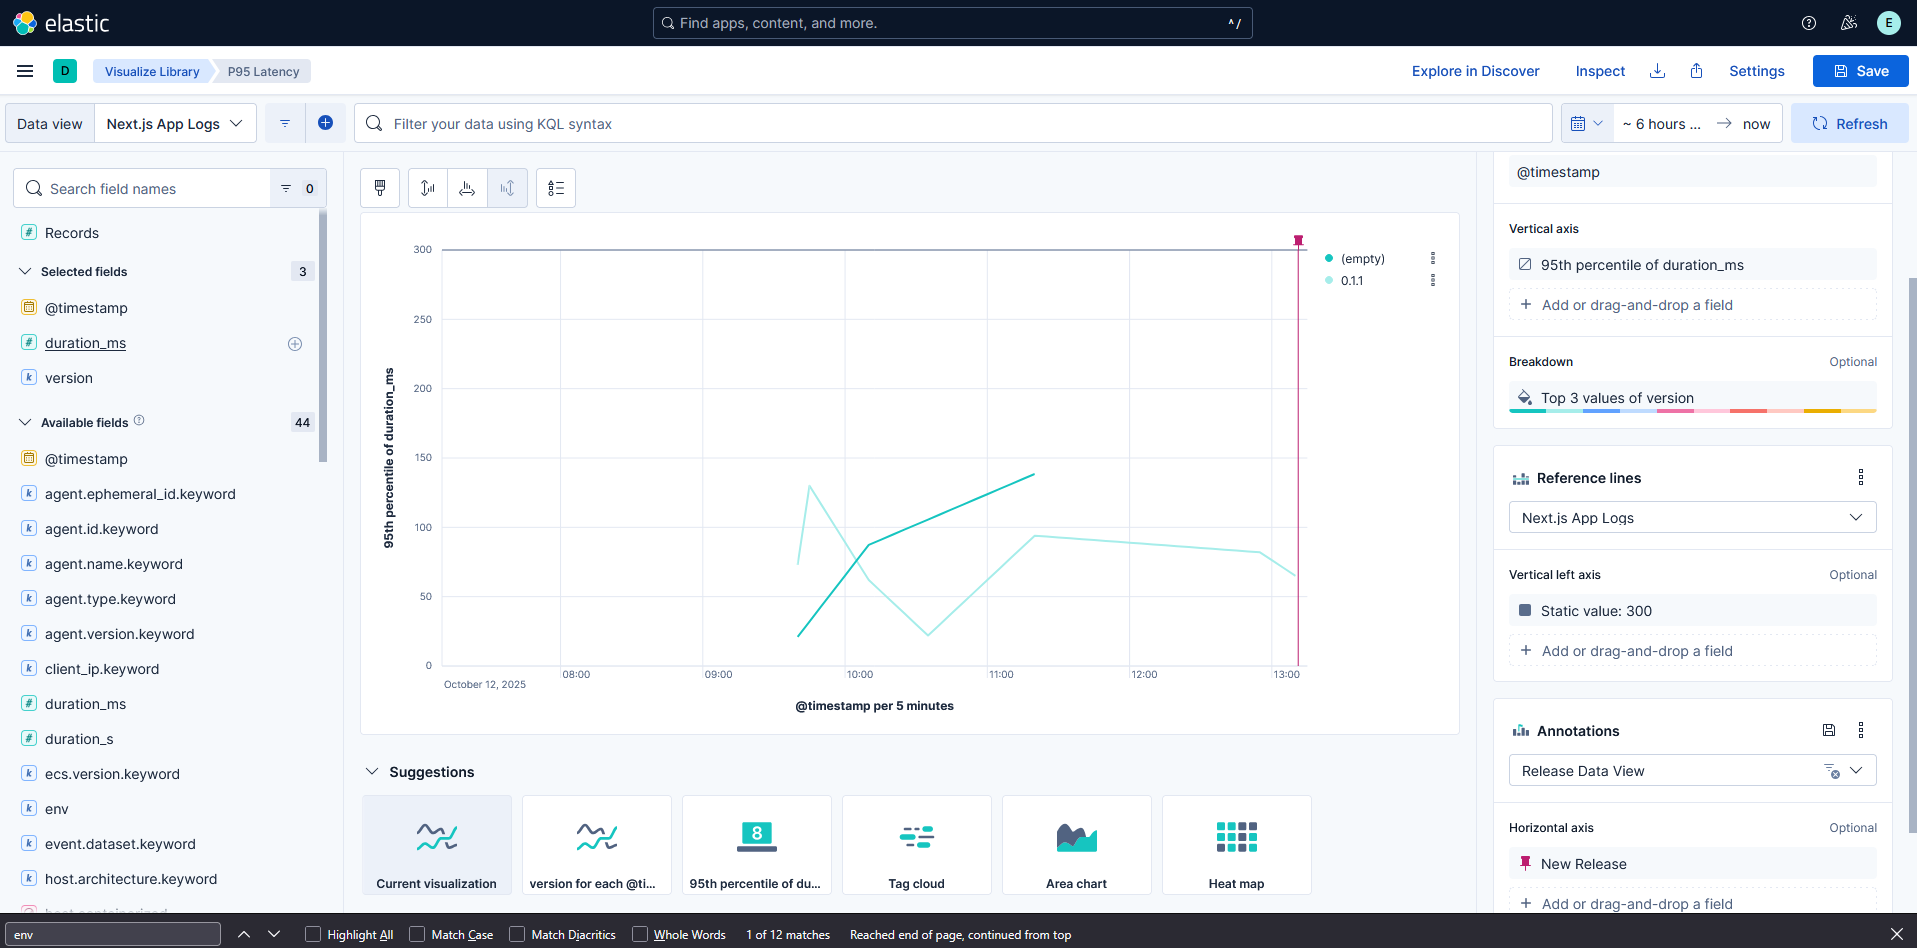 elastic
Find apps, content, and more.
^ /
E
D
Visualize Library
P95 Latency
Explore in Discover
Inspect
Settings
Save
Data view
Next.js App Logs
Filter your data using KQL syntax
~ 6 hours ...
now
Refresh
Search field names
0
Records
Selected fields
3
@timestamp
duration_ms
version
Available fields
44
@timestamp
agent.ephemeral_id.keyword
agent.id.keyword
agent.name.keyword
agent.type.keyword
agent.version.keyword
client_ip.keyword
duration_ms
duration_s
ecs.version.keyword
env
event.dataset.keyword
host.architecture.keyword
300
250
200
150
100
50
0
95th percentile of duration_ms
08:00
09:00
10:00
11:00
12:00
13:00
October 12, 2025
@timestamp per 5 minutes
(empty)
0.1.1
Suggestions
Current visualization
version for each @ti...
8
95th percentile of du...
Tag cloud
Area chart
Heat map
@timestamp
Vertical axis
95th percentile of duration_ms
Add or drag-and-drop a field
Breakdown
Optional
Top 3 values of version
Reference lines
Next.js App Logs
Vertical left axis
Optional
Static value: 300
Add or drag-and-drop a field
Annotations
Release Data View
Horizontal axis
Optional
New Release
Add or drag-and-drop a field
env
Highlight All
Match Case
Match Diacritics
Whole Words
1 of 12 matches
Reached end of page, continued from top